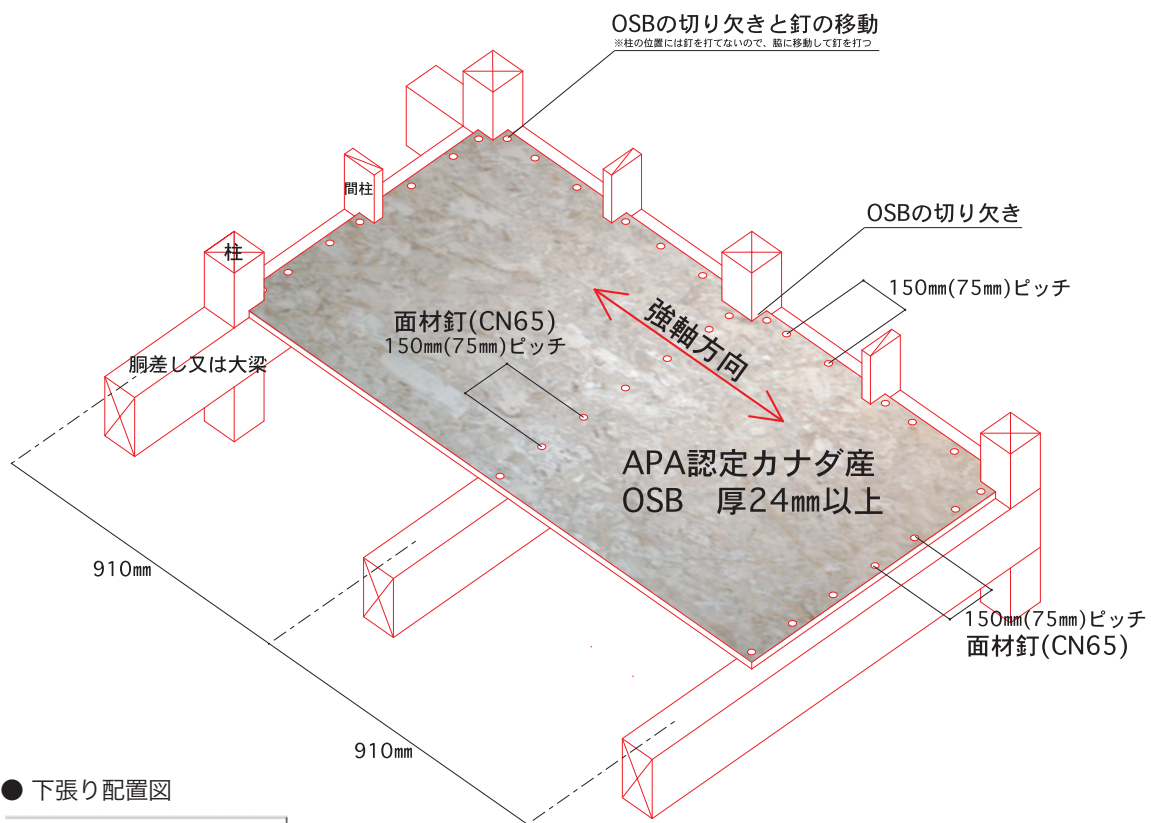 OSBの切り欠きと釘の移動
※柱の位置には釘を打てないので、脇に移動して釘を打つ
間柱
OSBの切り欠き
柱
150㎜(75㎜)ピッチ
強軸方向
面材釘(CN65)
150㎜(75㎜)ピッチ
胴差し又は大梁
APA認定カナダ産
OSB　厚24㎜以上
910㎜
150㎜(75㎜)ピッチ
面材釘(CN65)
910㎜
● 下張り配置図